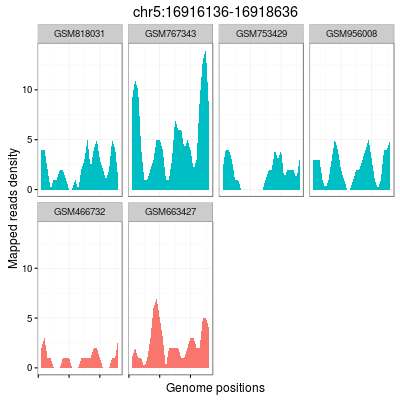 chr5:16916136-16918636
GSM818031 GSM767343 GSM753429 GSM956008
10
5
0
Mapped reads density
GSM466732 GSM663427
10
5
0
Genome positions